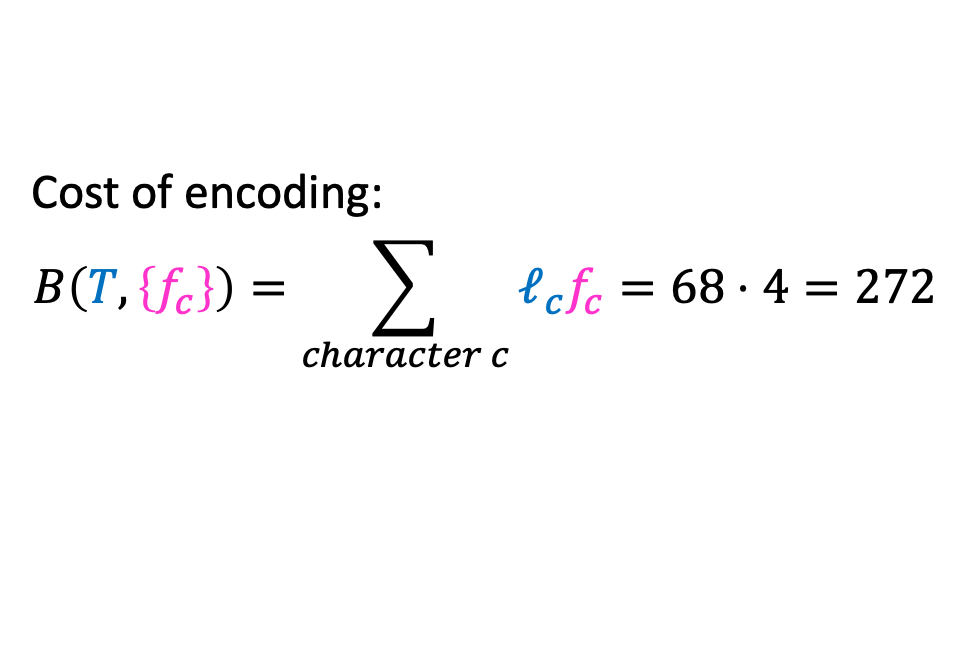 Cost of encoding:
B(T, {f_c}) = ∑ ℓ_c f_c = 68 · 4 = 272
character c